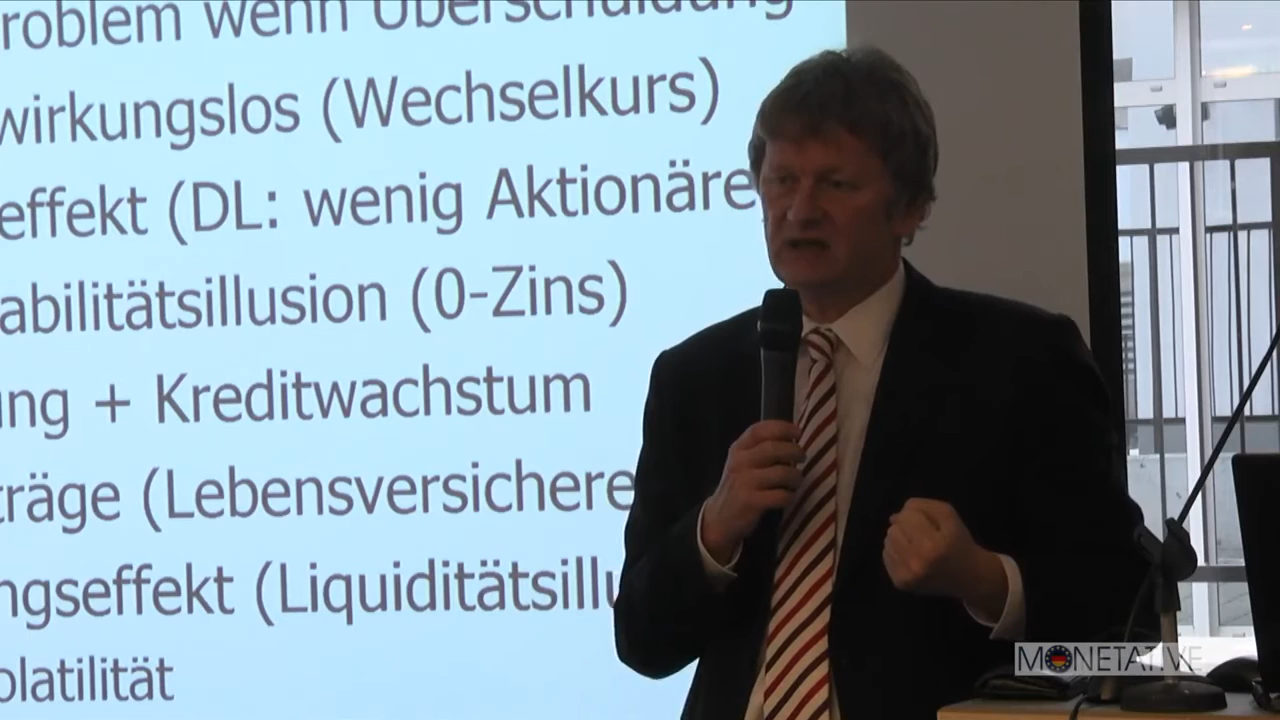 roblem wenn Überschuldung
wirkungslos (Wechselkurs)
effekt (DL: wenig Aktionäre
abilitätsillusion (0-Zins)
ung + Kreditwachstum
träge (Lebensversichere
ngseffekt (Liquiditätsillu
olatilität
MONETATIVE